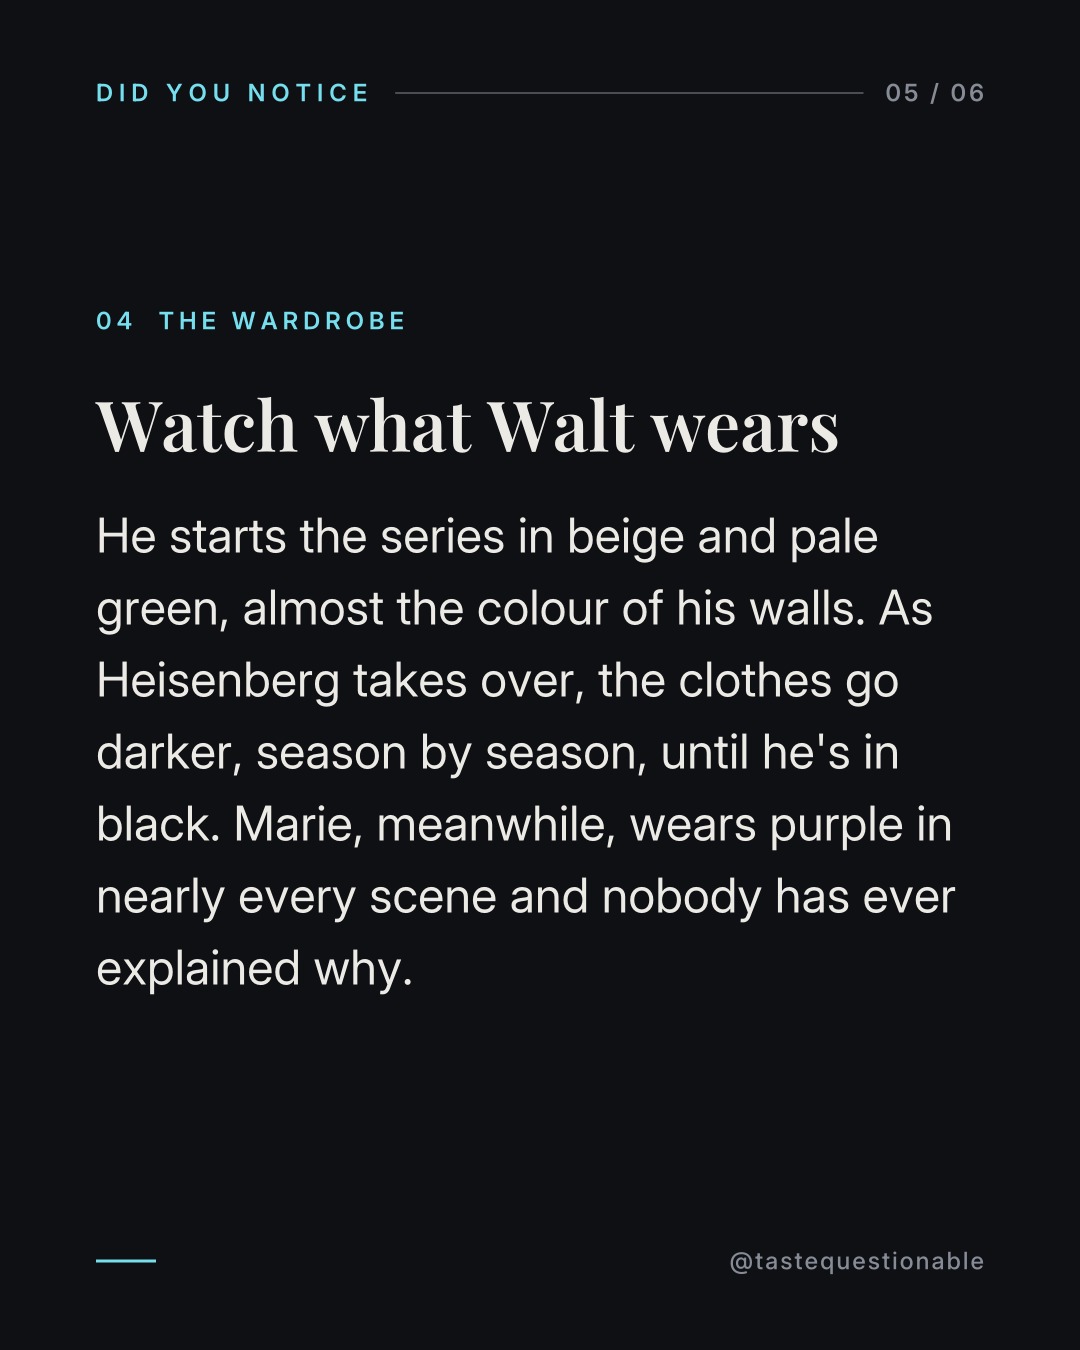 DID YOU NOTICE
05 / 06
04 THE WARDROBE
Watch what Walt wears
He starts the series in beige and pale
green, almost the colour of his walls. As
Heisenberg takes over, the clothes go
darker, season by season, until he's in
black. Marie, meanwhile, wears purple in
nearly every scene and nobody has ever
explained why.
@tastequestionable